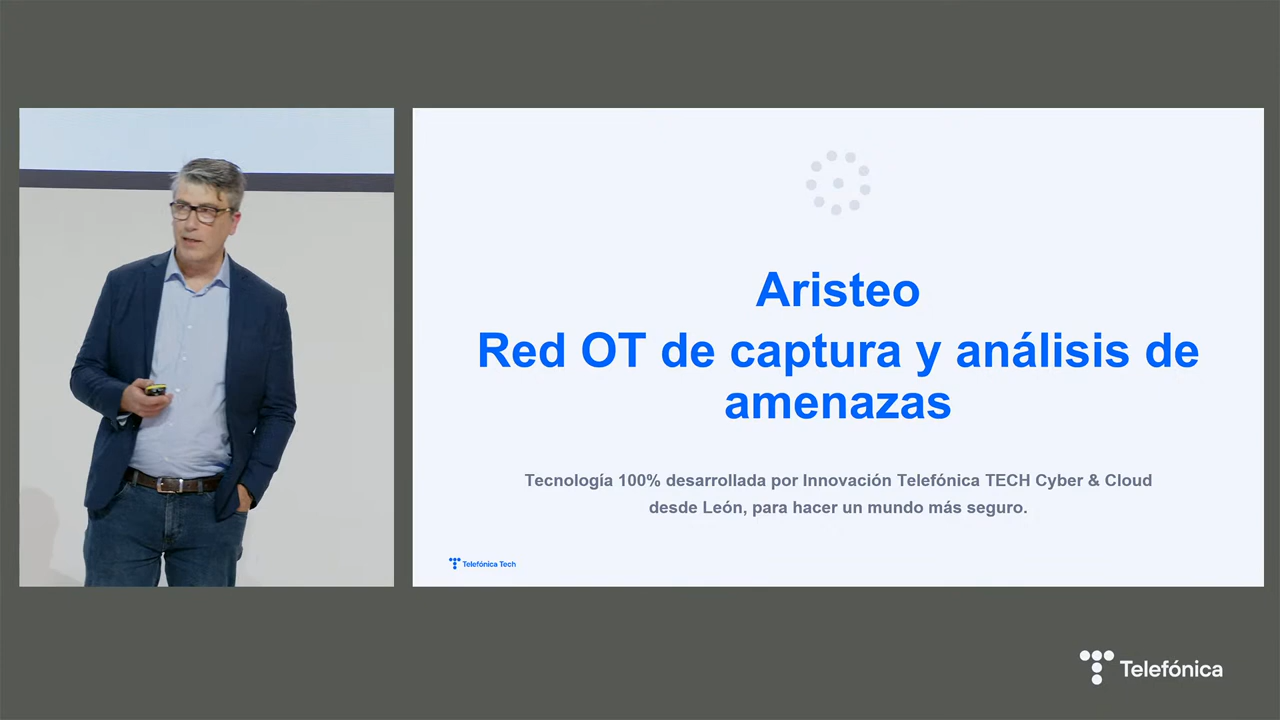 Aristeo
Red OT de captura y análisis de
amenazas
Tecnología 100% desarrollada por Innovación Telefónica TECH Cyber & Cloud
desde León, para hacer un mundo más seguro.
Telefónica Tech
Telefónica